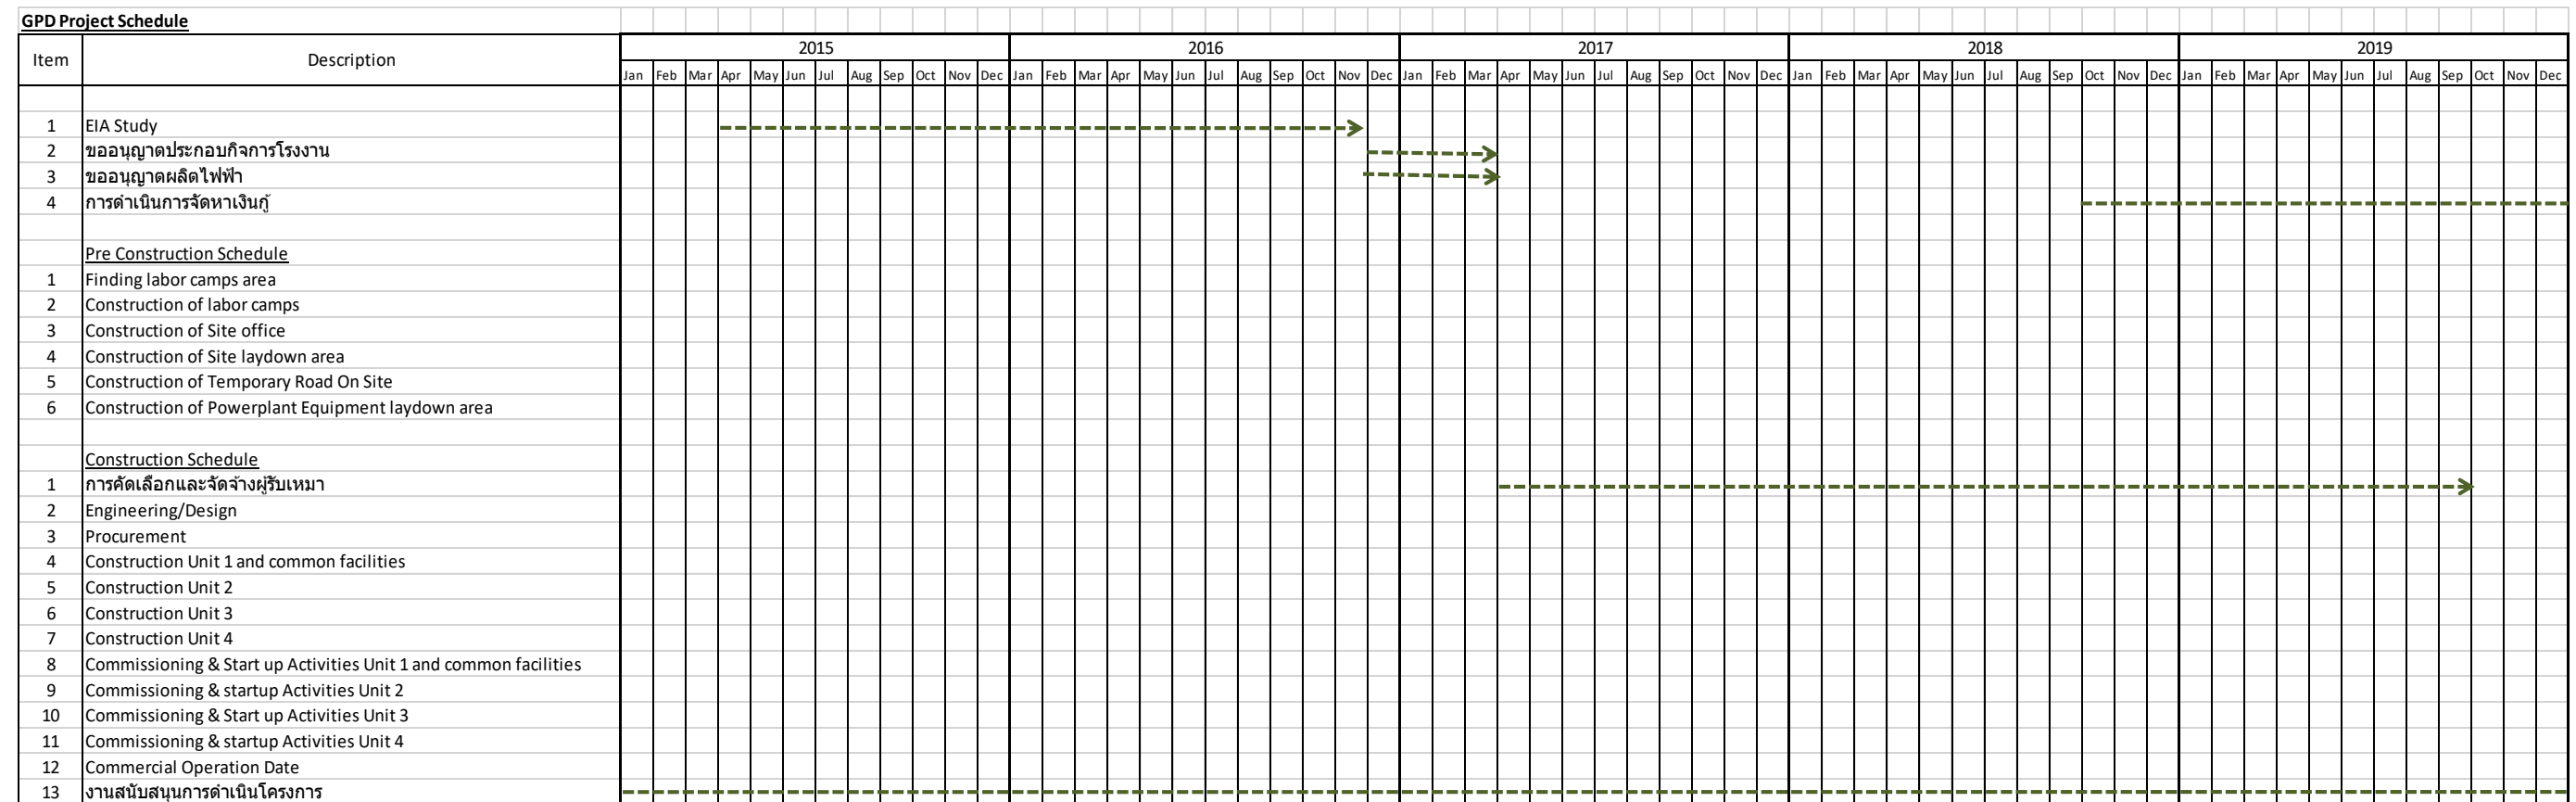 GPD Project Schedule
Item Description 2015 2016 2017 2018 2019
Jan Feb Mar Apr May Jun Jul Aug Sep Oct Nov Dec Jan Feb Mar Apr May Jun Jul Aug Sep Oct Nov Dec Jan Feb Mar Apr May Jun Jul Aug Sep Oct Nov Dec Jan Feb Mar Apr May Jun Jul Aug Sep Oct Nov Dec Jan Feb Mar Apr May Jun Jul Aug Sep Oct Nov Dec
1 EIA Study
2 ขออนุญาตประกอบกิจการโรงงาน
3 ขออนุญาตผลิตไฟฟ้า
4 การดำเนินการจัดหาเงินกู้
Pre Construction Schedule
1 Finding labor camps area
2 Construction of labor camps
3 Construction of Site office
4 Construction of Site laydown area
5 Construction of Temporary Road On Site
6 Construction of Powerplant Equipment laydown area
Construction Schedule
1 การคัดเลือกและจัดจ้างผู้รับเหมา
2 Engineering/Design
3 Procurement
4 Construction Unit 1 and common facilities
5 Construction Unit 2
6 Construction Unit 3
7 Construction Unit 4
8 Commissioning & Start up Activities Unit 1 and common facilities
9 Commissioning & startup Activities Unit 2
10 Commissioning & Start up Activities Unit 3
11 Commissioning & startup Activities Unit 4
12 Commercial Operation Date
13 งานสนับสนุนการดำเนินโครงการ